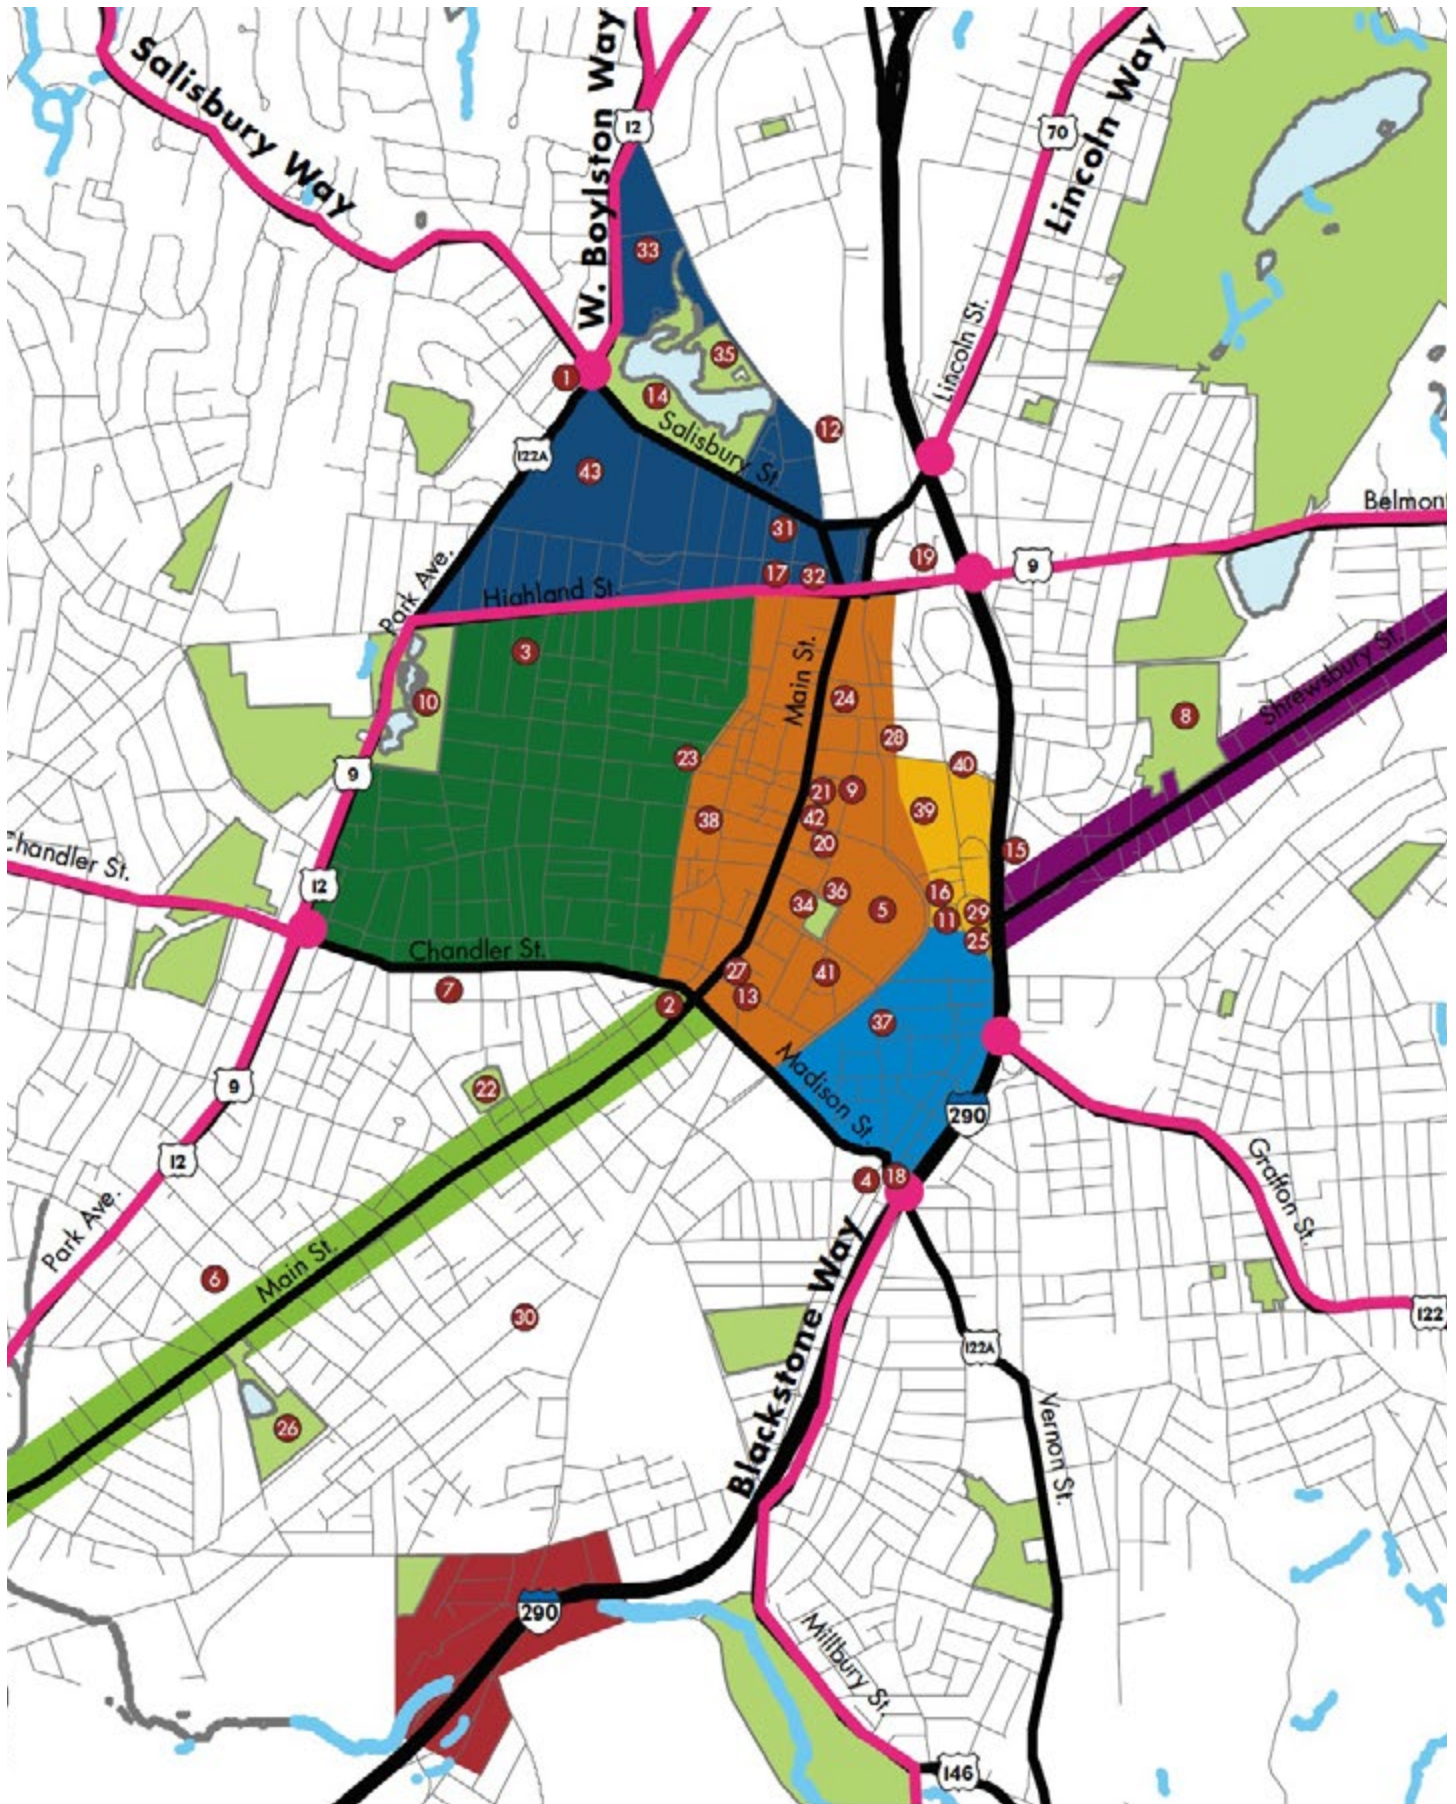 Salisbury Way
W. Boylston Way
12
70
Lincoln Way
33
Lincoln St.
35
1
14
12
Salisbury St.
122A
43
Belmont
31
19
9
17
32
Park Ave.
Highland St.
Shrewsbury St.
3
Main St.
10
24
8
28
23
40
9
21
9
39
38
42
20
15
Chandler St.
12
36
16
34
5
11
29
25
Chandler St.
27
41
7
13
2
37
Madison St.
22
9
290
12
4
18
Grafton St.
Park Ave.
Main St.
6
Blackstone Way
30
122
122A
26
Vernon St.
290
Millbury St.
146